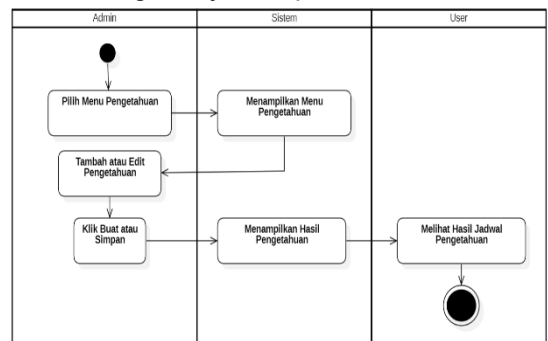 Admin
Sistem
User
Pilih Menu Pengetahuan
Menampilkan Menu
Pengetahuan
Tambah atau Edit
Pengetahuan
Klik Buat atau
Simpan
Menampilkan Hasil
Pengetahuan
Melihat Hasil Jadwal
Pengetahuan